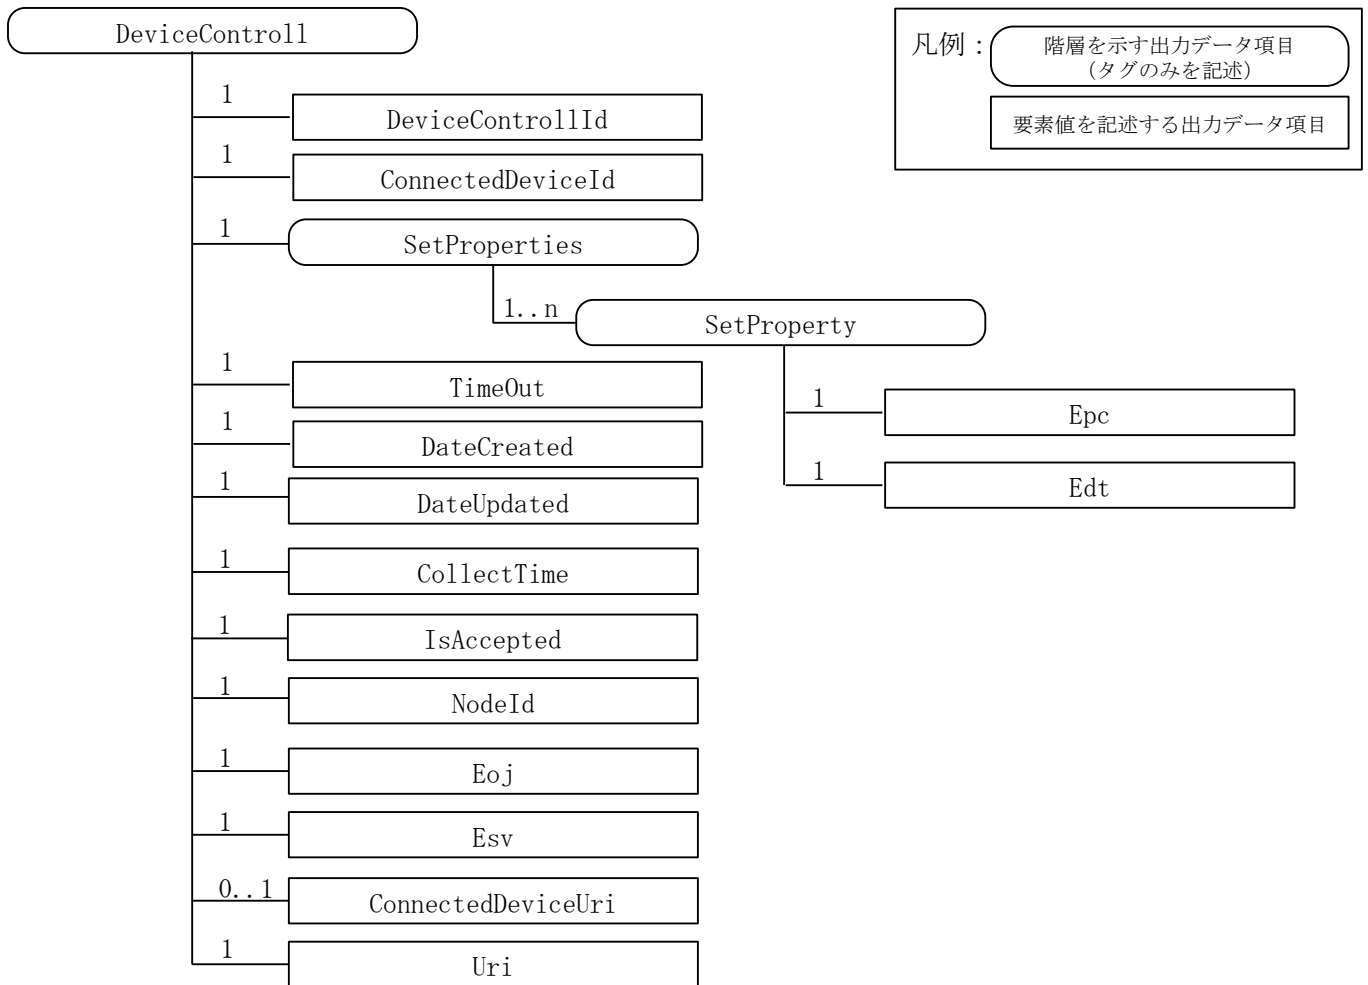 DeviceControll
凡例：
階層を示す出力データ項目
(タグのみを記述)
要素値を記述する出力データ項目
1
DeviceControllId
1
ConnectedDeviceId
1
SetProperties
1..n
SetProperty
1
Epc
1
Edt
1
TimeOut
1
DateCreated
1
DateUpdated
1
CollectTime
1
IsAccepted
1
NodeId
1
Eoj
1
Esv
0..1
ConnectedDeviceUri
1
Uri